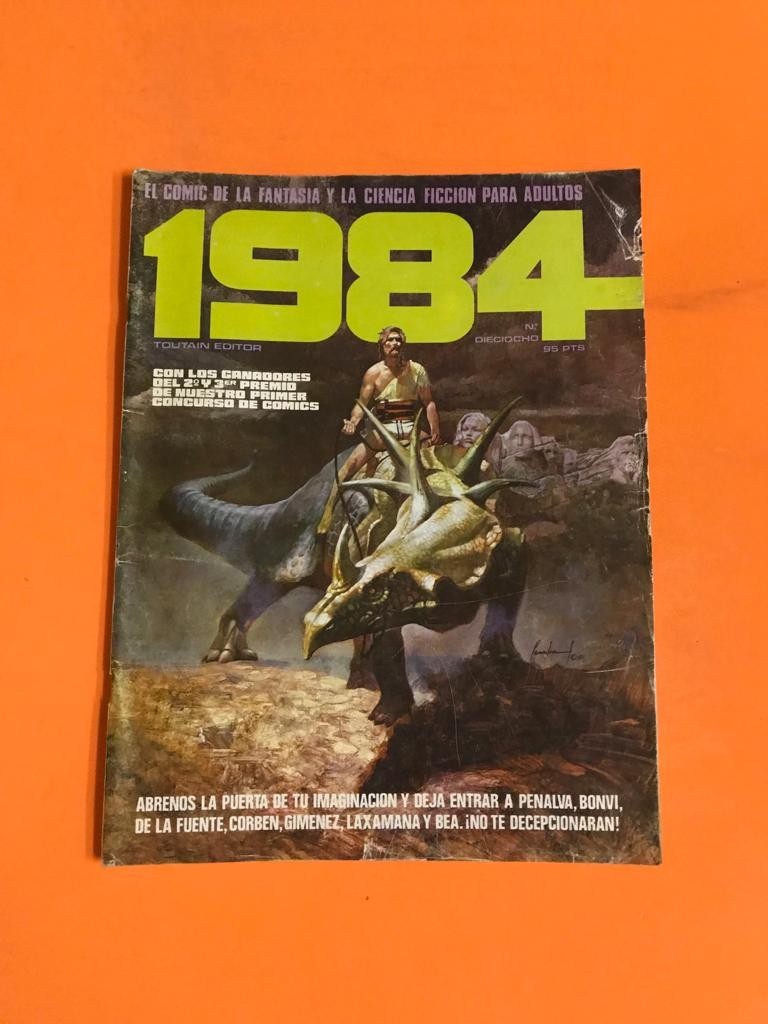 EL COMIC DE LA FANTASIA Y LA CIENCIA FICCION PARA ADULTOS
1984
TOUTAIN EDITOR
Nº
DIECIOCHO
95 PTS
CON LOS GANADORES
DEL 2º Y 3ER PREMIO
DE NUESTRO PRIMER
CONCURSO DE COMICS
ABRENOS LA PUERTA DE TU IMAGINACION Y DEJA ENTRAR A PENALVA, BONVI,
DE LA FUENTE, CORBEN, GIMENEZ, LAXAMANA Y BEA. ¡NO TE DECEPCIONARAN!